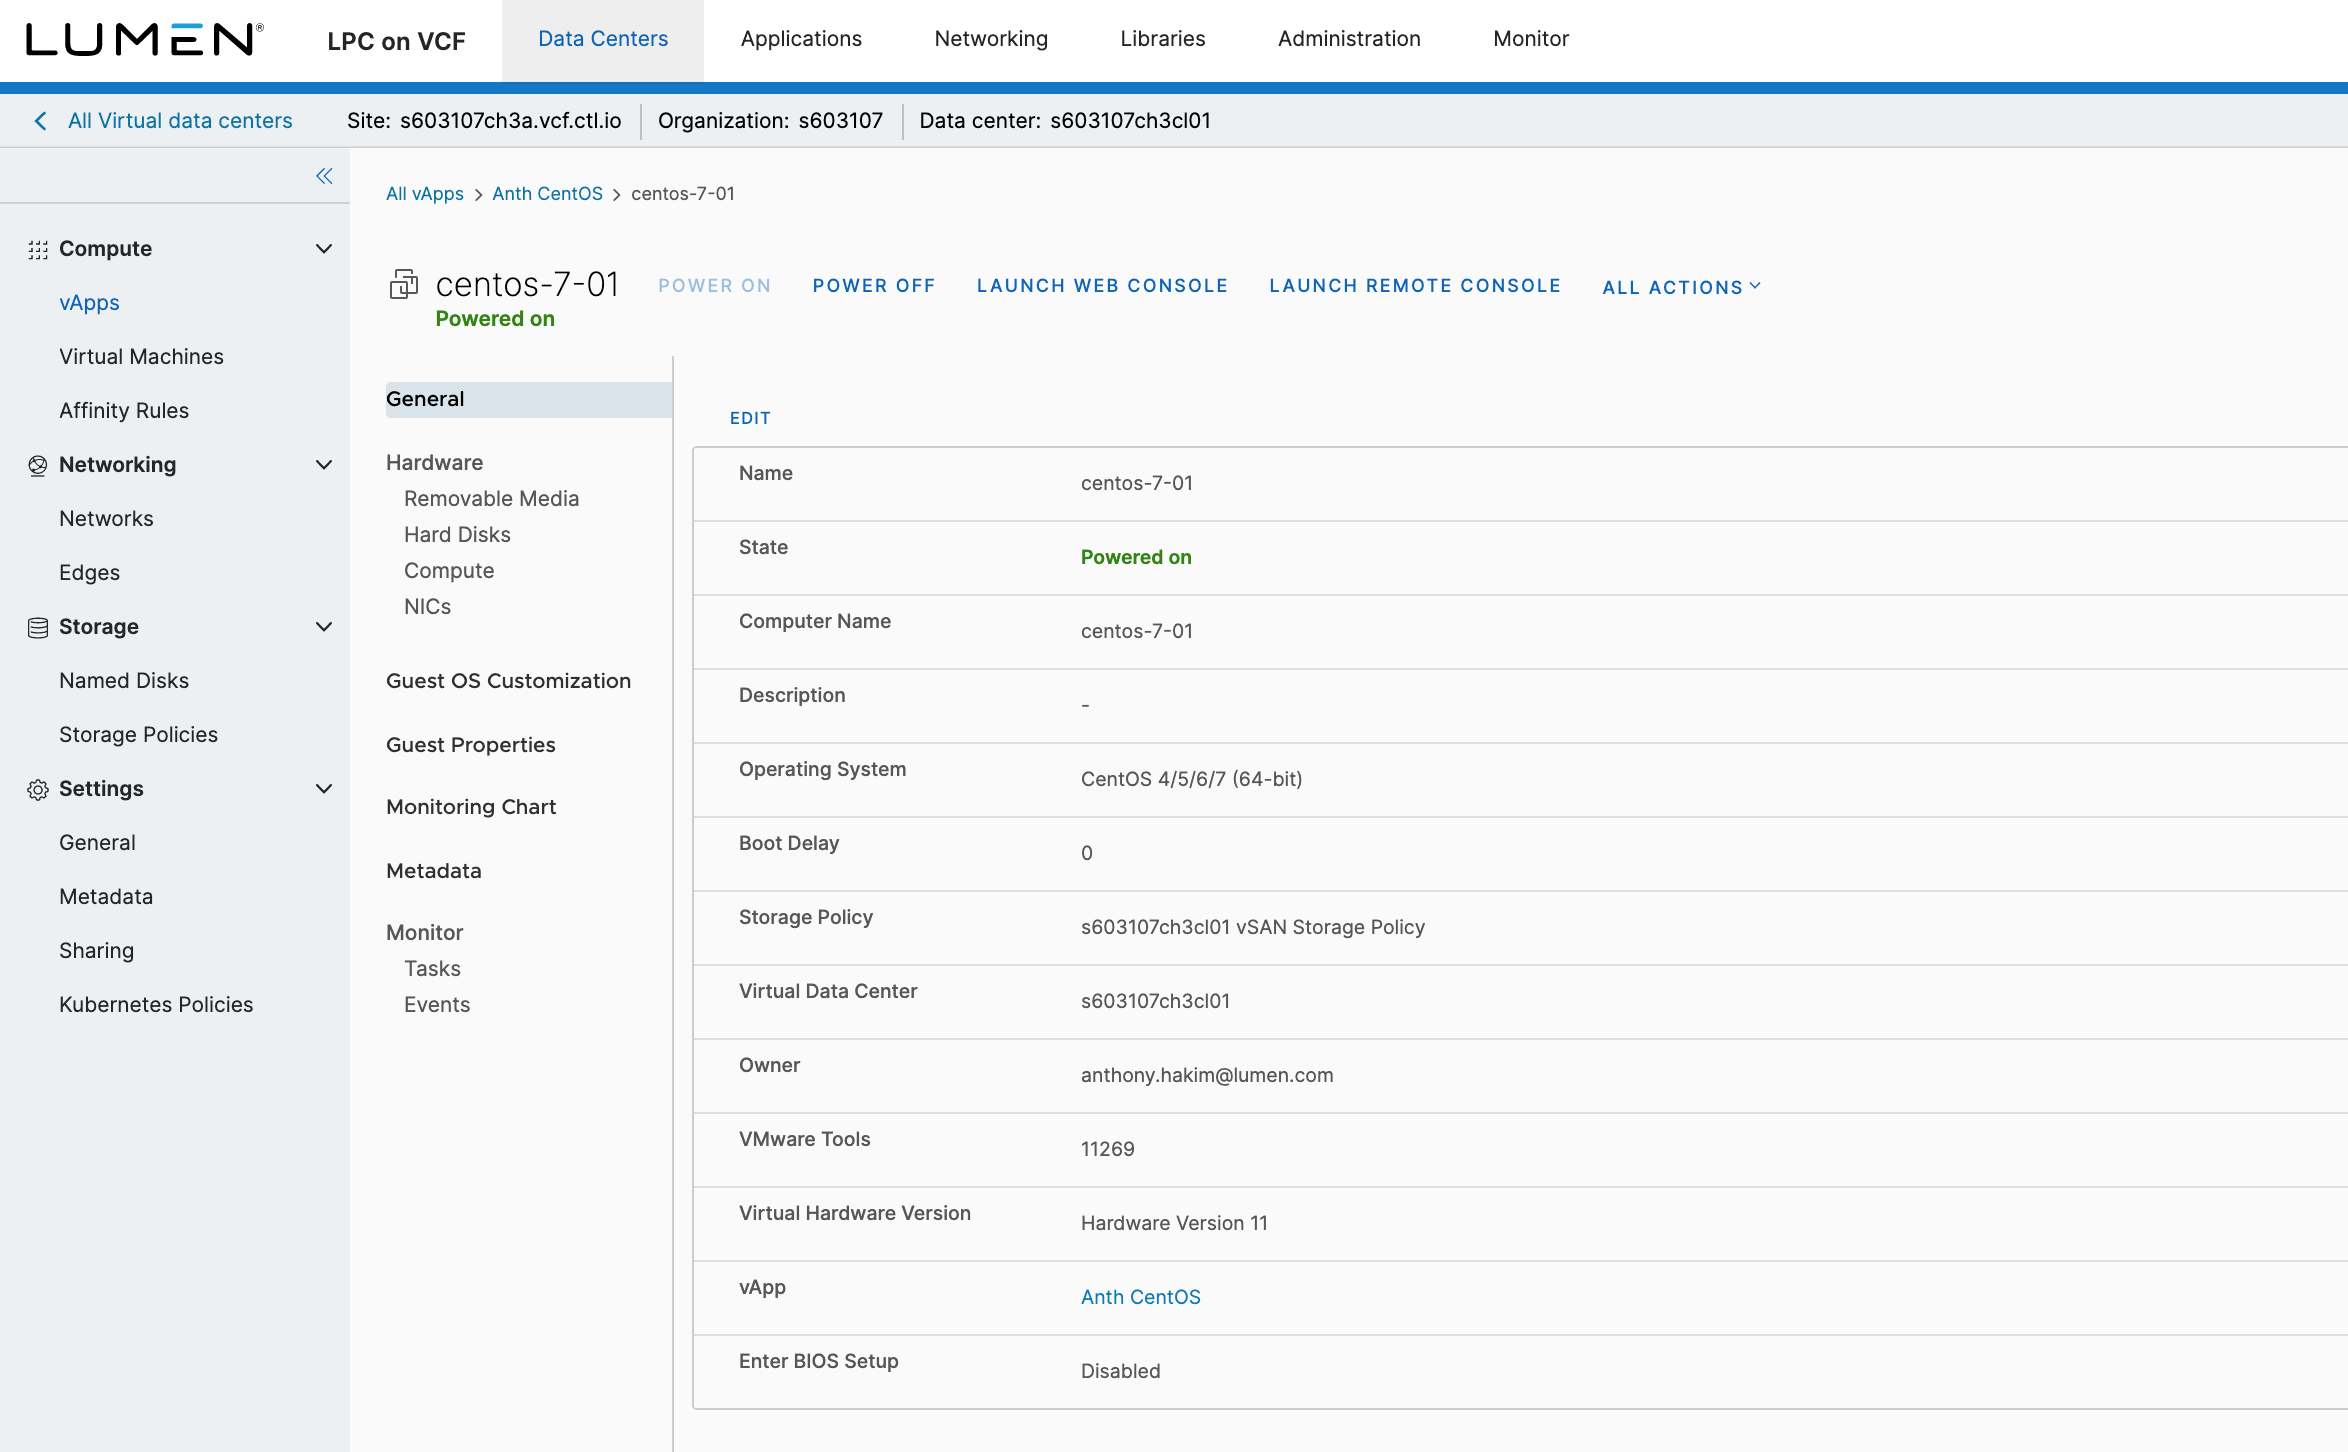 LUMEN® LPC on VCF Data Centers Applications Networking Libraries Administration Monitor
All Virtual data centers Site: s603107ch3a.vcf.ctl.io Organization: s603107 Data center: s603107ch3cl01
Compute
vApps
Virtual Machines
Affinity Rules
Networking
Networks
Edges
Storage
Named Disks
Storage Policies
Settings
General
Metadata
Sharing
Kubernetes Policies
All vApps > Anth CentOS > centos-7-01
centos-7-01 POWER ON POWER OFF LAUNCH WEB CONSOLE LAUNCH REMOTE CONSOLE ALL ACTIONS
Powered on
General
Hardware
Removable Media
Hard Disks
Compute
NICs
Guest OS Customization
Guest Properties
Monitoring Chart
Metadata
Monitor
Tasks
Events
EDIT
Name centos-7-01
State Powered on
Computer Name centos-7-01
Description -
Operating System CentOS 4/5/6/7 (64-bit)
Boot Delay 0
Storage Policy s603107ch3cl01 vSAN Storage Policy
Virtual Data Center s603107ch3cl01
Owner anthony.hakim@lumen.com
VMware Tools 11269
Virtual Hardware Version Hardware Version 11
vApp Anth CentOS
Enter BIOS Setup Disabled